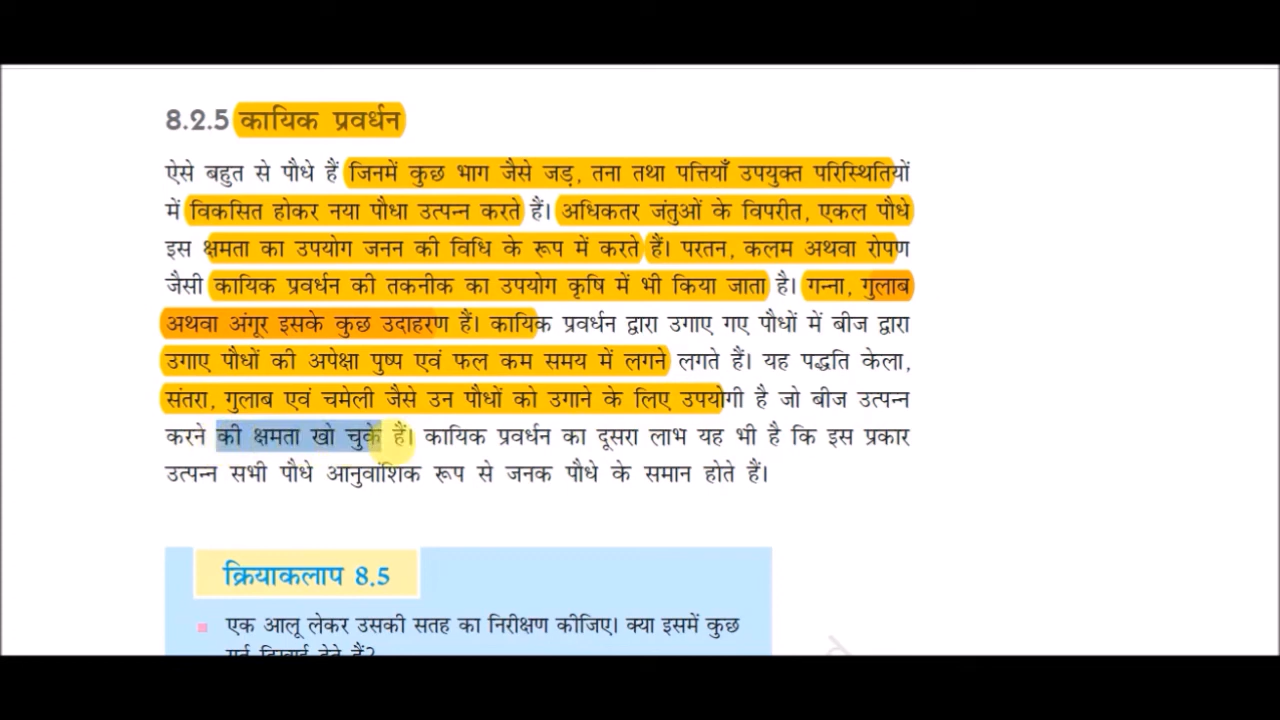 8.2.5 कायिक प्रवर्धन
ऐसे बहुत से पौधे हैं जिनमें कुछ भाग जैसे जड़, तना तथा पत्तियाँ उपयुक्त परिस्थितियों
में विकसित होकर नया पौधा उत्पन्न करते हैं। अधिकतर जंतुओं के विपरीत, एकल पौधे
इस क्षमता का उपयोग जनन की विधि के रूप में करते हैं। परतन, कलम अथवा रोपण
जैसी कायिक प्रवर्धन की तकनीक का उपयोग कृषि में भी किया जाता है। गन्ना, गुलाब
अथवा अंगूर इसके कुछ उदाहरण हैं। कायिक प्रवर्धन द्वारा उगाए गए पौधों में बीज द्वारा
उगाए पौधों की अपेक्षा पुष्प एवं फल कम समय में लगने लगते हैं। यह पद्धति केला,
संतरा, गुलाब एवं चमेली जैसे उन पौधों को उगाने के लिए उपयोगी है जो बीज उत्पन्न
करने की क्षमता खो चुके हैं। कायिक प्रवर्धन का दूसरा लाभ यह भी है कि इस प्रकार
उत्पन्न सभी पौधे आनुवांशिक रूप से जनक पौधे के समान होते हैं।
क्रियाकलाप 8.5
एक आलू लेकर उसकी सतह का निरीक्षण कीजिए। क्या इसमें कुछ